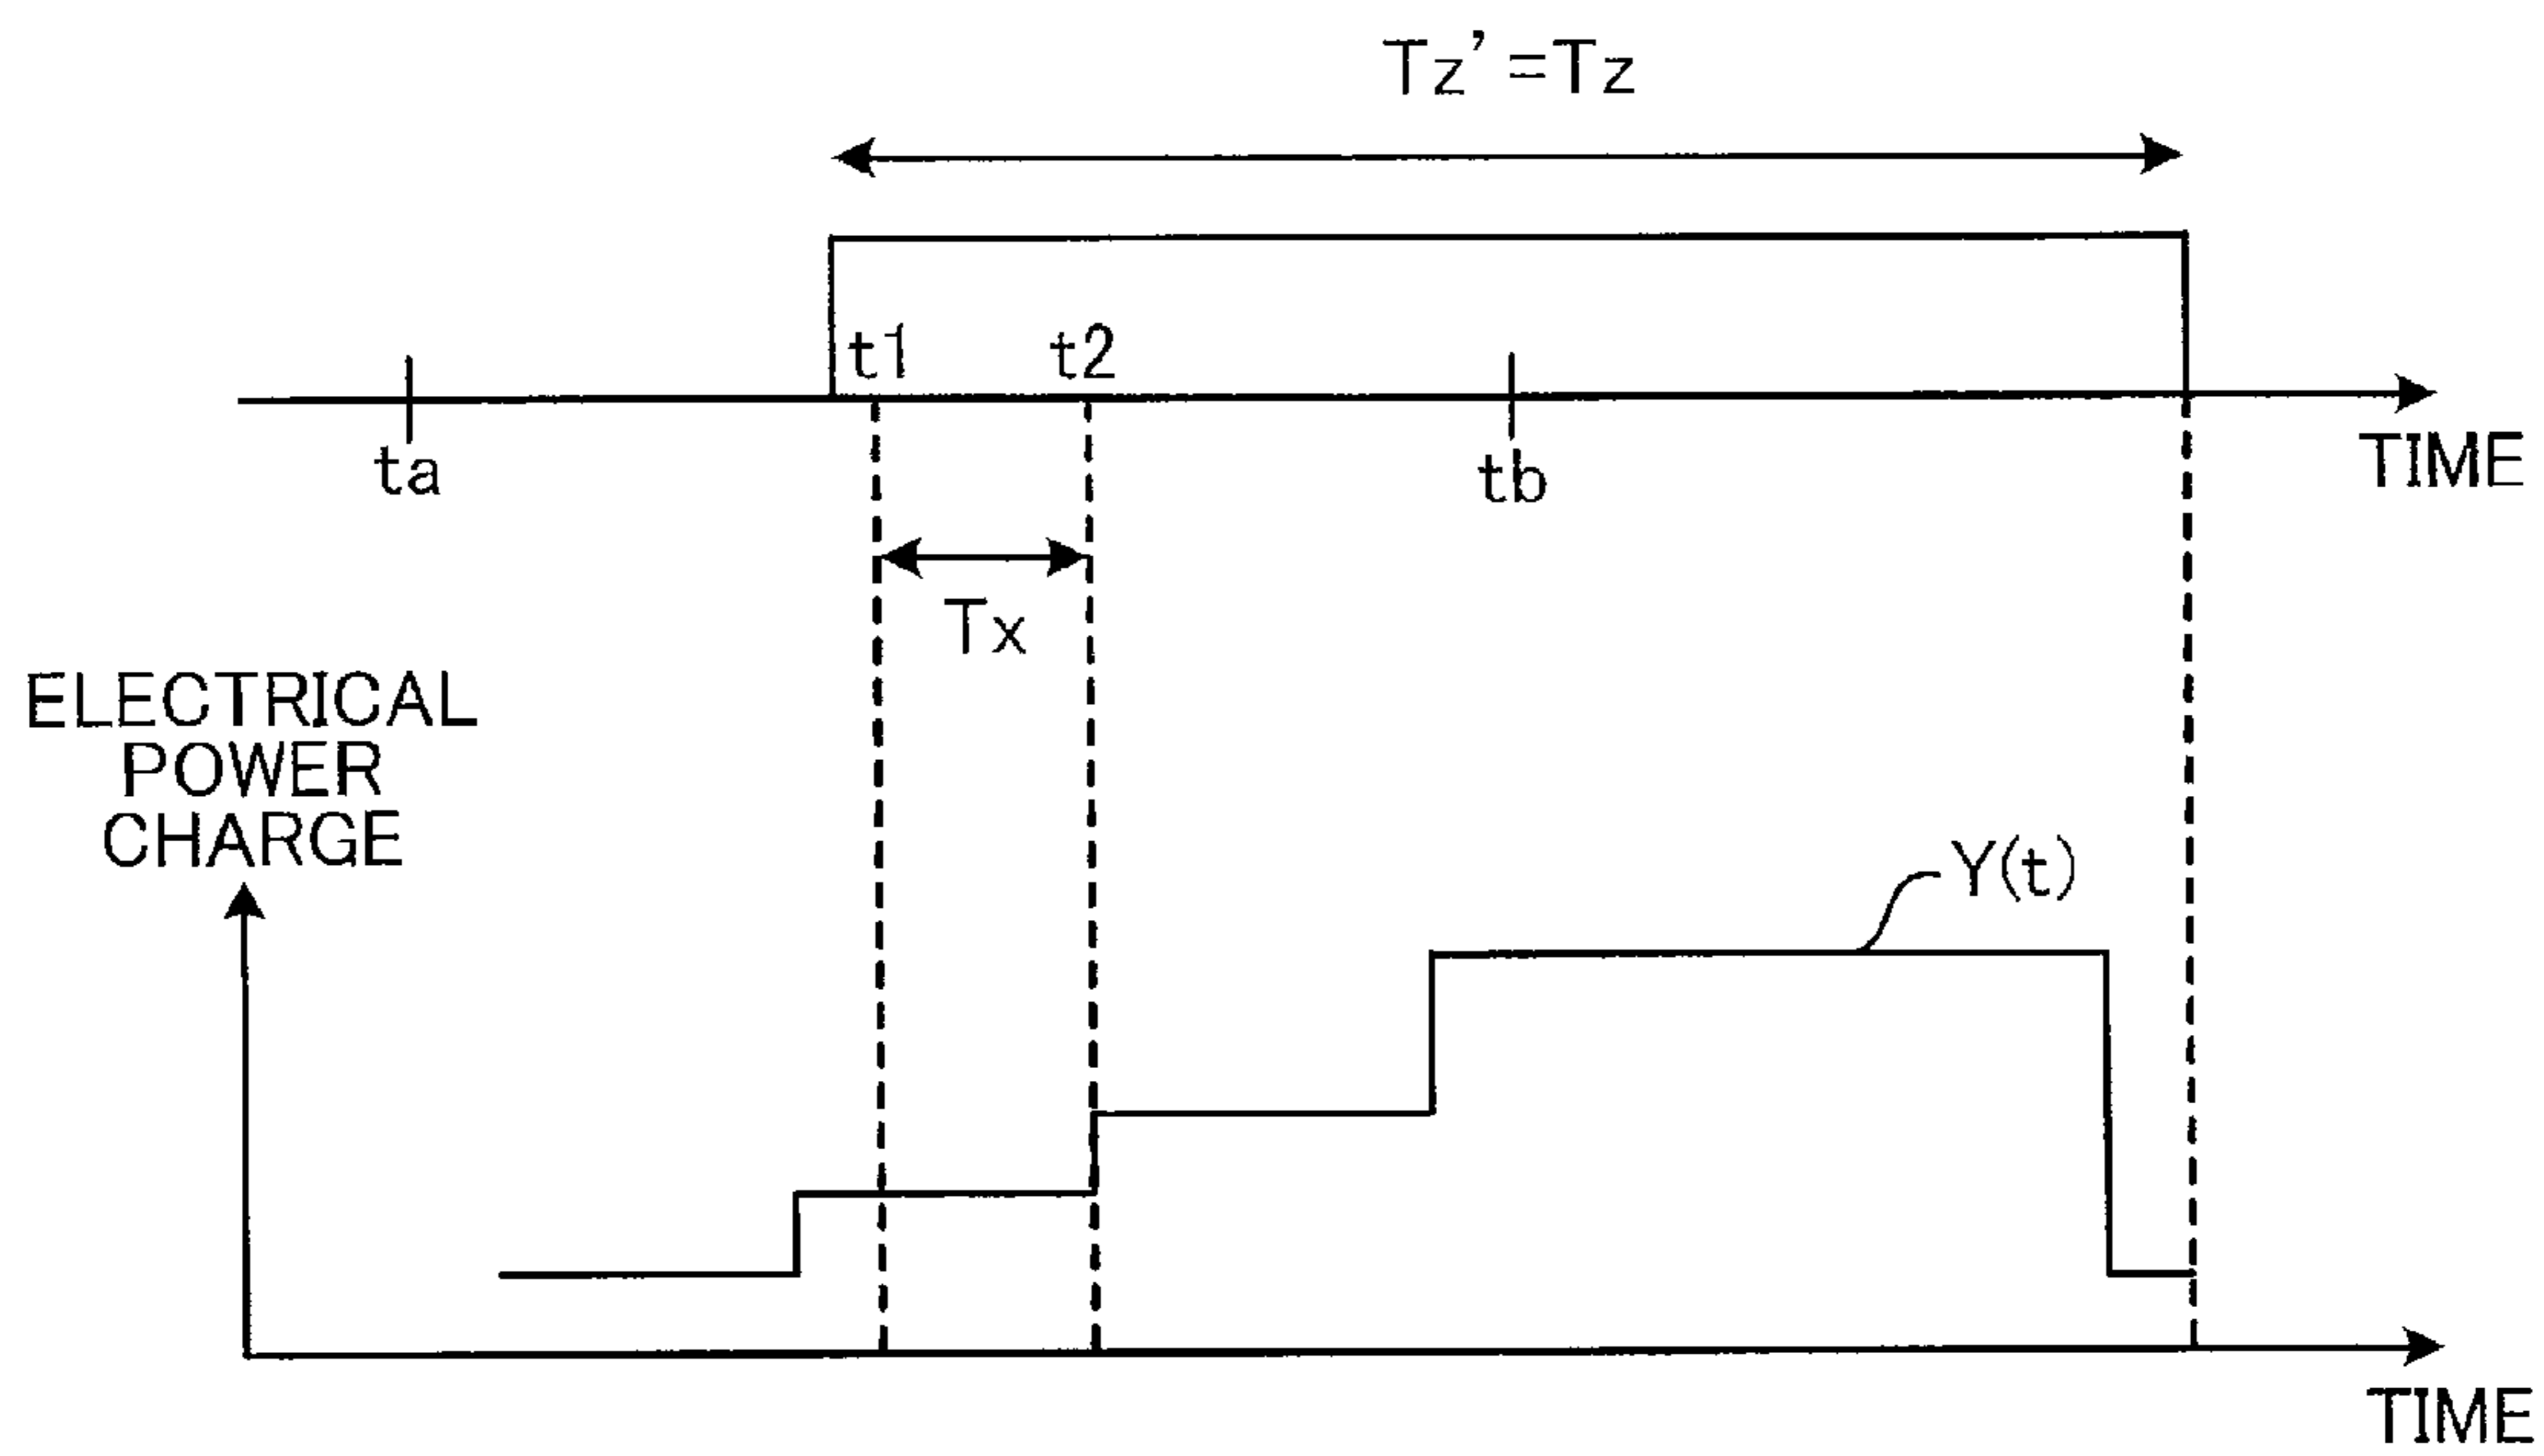 Tz'=Tz
t1
t2
ta
tb
TIME
Tx
ELECTRICAL
POWER
CHARGE
Y(t)
TIME